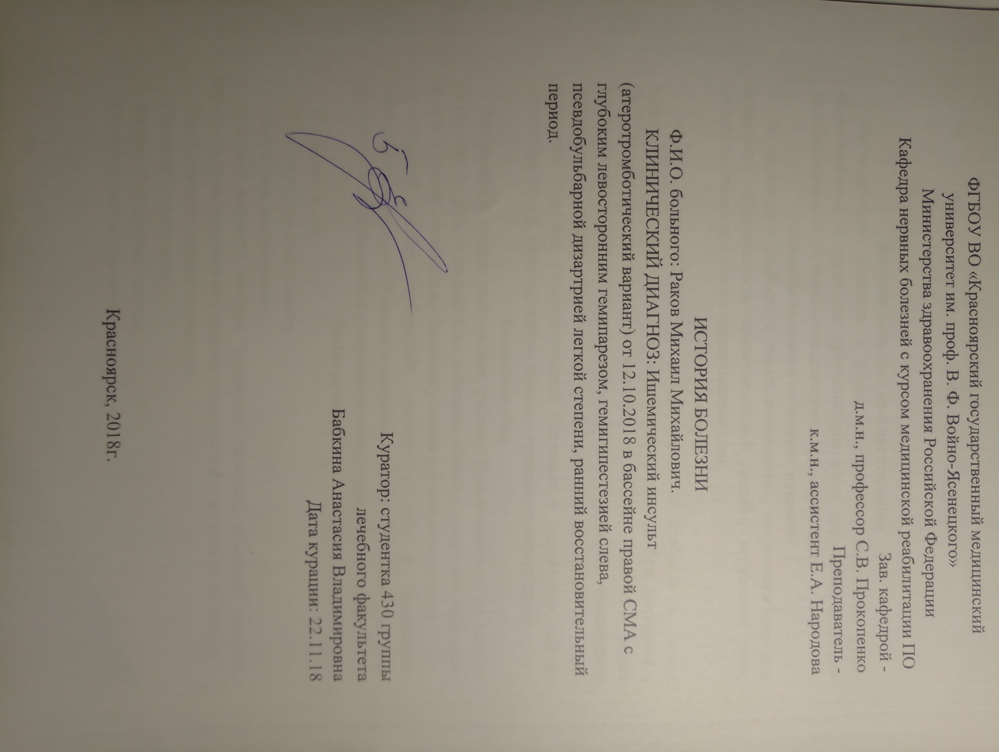 ФГБОУ ВО «Красноярский государственный медицинский
университет им. проф. В. Ф. Войно-Ясенецкого»
Министерства здравоохранения Российской Федерации
Кафедра нервных болезней с курсом медицинской реабилитации ПО
Зав. кафедрой -
д.м.н., профессор С.В. Прокопенко
Преподаватель -
к.м.н., ассистент Е.А. Народова
ИСТОРИЯ БОЛЕЗНИ
Ф.И.О. больного: Раков Михаил Михайлович.
КЛИНИЧЕСКИЙ ДИАГНОЗ: Ишемический инсульт
(атеротромботический вариант) от 12.10.2018 в бассейне правой СМА с
глубоким левосторонним гемипарезом, гемигипестезией слева,
псевдобульбарной дизартрией легкой степени, ранний восстановительный
период.
Куратор: студентка 430 группы
лечебного факультета
Бабкина Анастасия Владимировна
Дата курации: 22.11.18
Красноярск, 2018г.